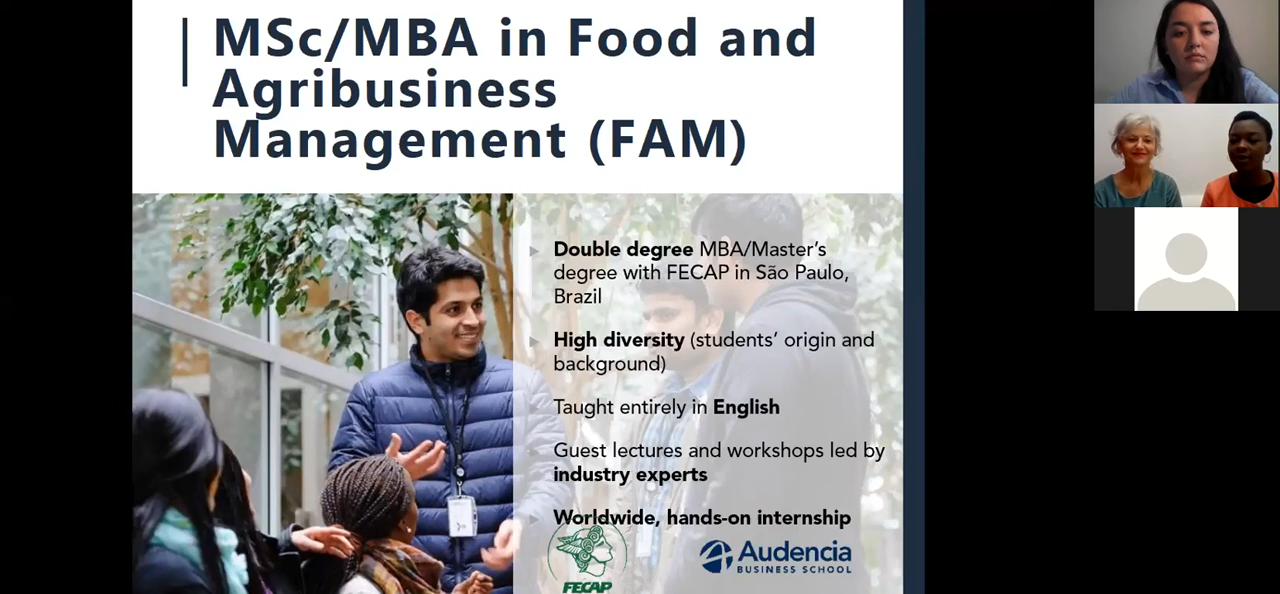 MSc/MBA in Food and
Agribusiness
Management (FAM)
Double degree MBA/Master's
degree with FECAP in São Paulo,
Brazil
High diversity (students' origin and
background)
Taught entirely in English
Guest lectures and workshops led by
industry experts
Worldwide, hands-on internship
FECAP
Audencia
BUSINESS SCHOOL